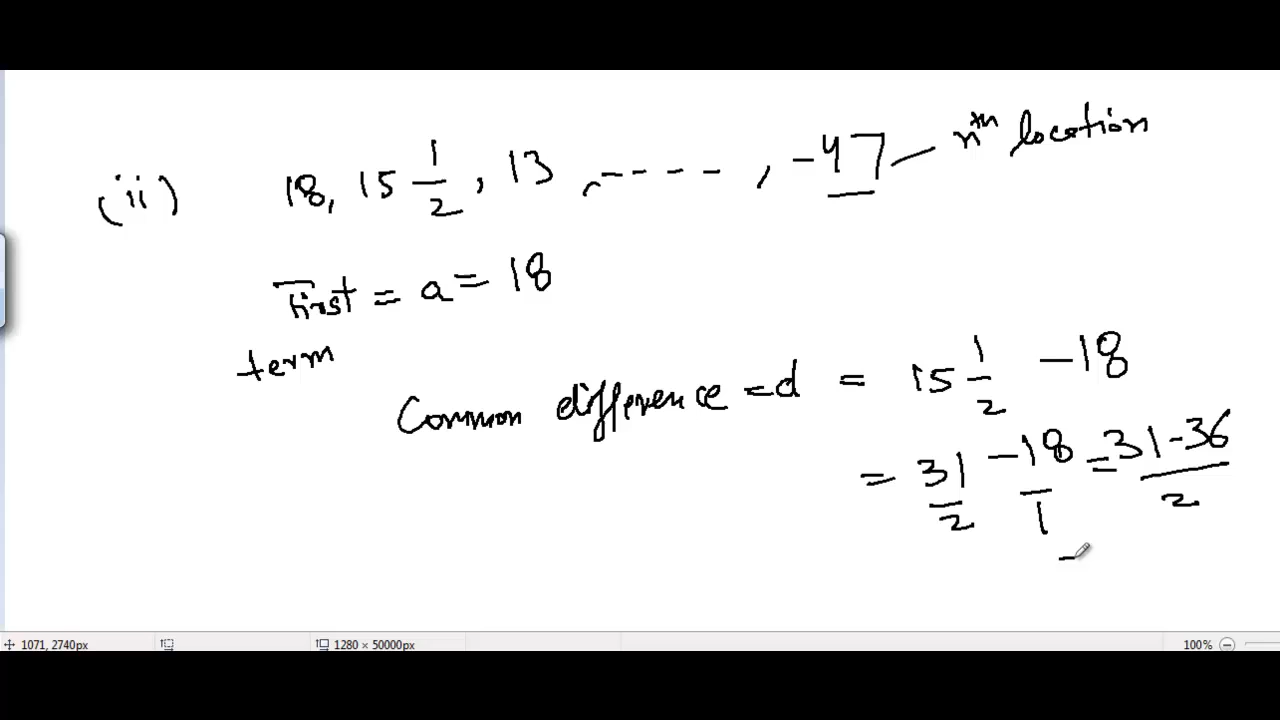 (ii) 18, 15 1/2, 13, -----, -47 — nth location
First = a = 18
term
Common difference = d = 15 1/2 - 18
= 31/2 - 18/1 = 31-36/2
1071, 2740px 1280 × 50000px 100%